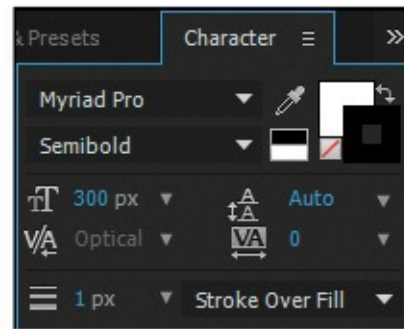 & Presets Character
Myriad Pro
Semibold
300 px Auto
Optical 0
1 px Stroke Over Fill